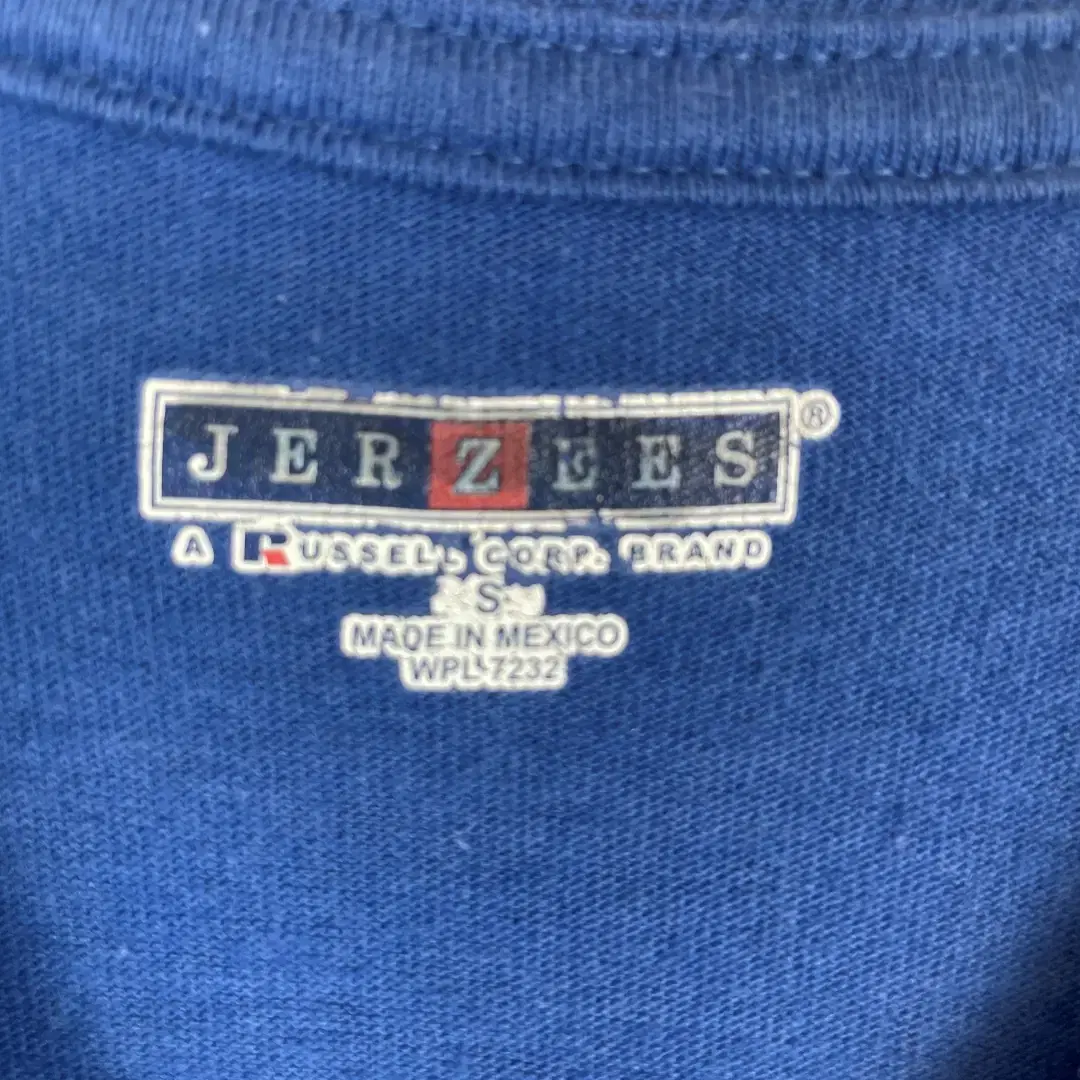 JERZEES®
A RUSSELL CORP. BRAND
S
MADE IN MEXICO
WPL 7232